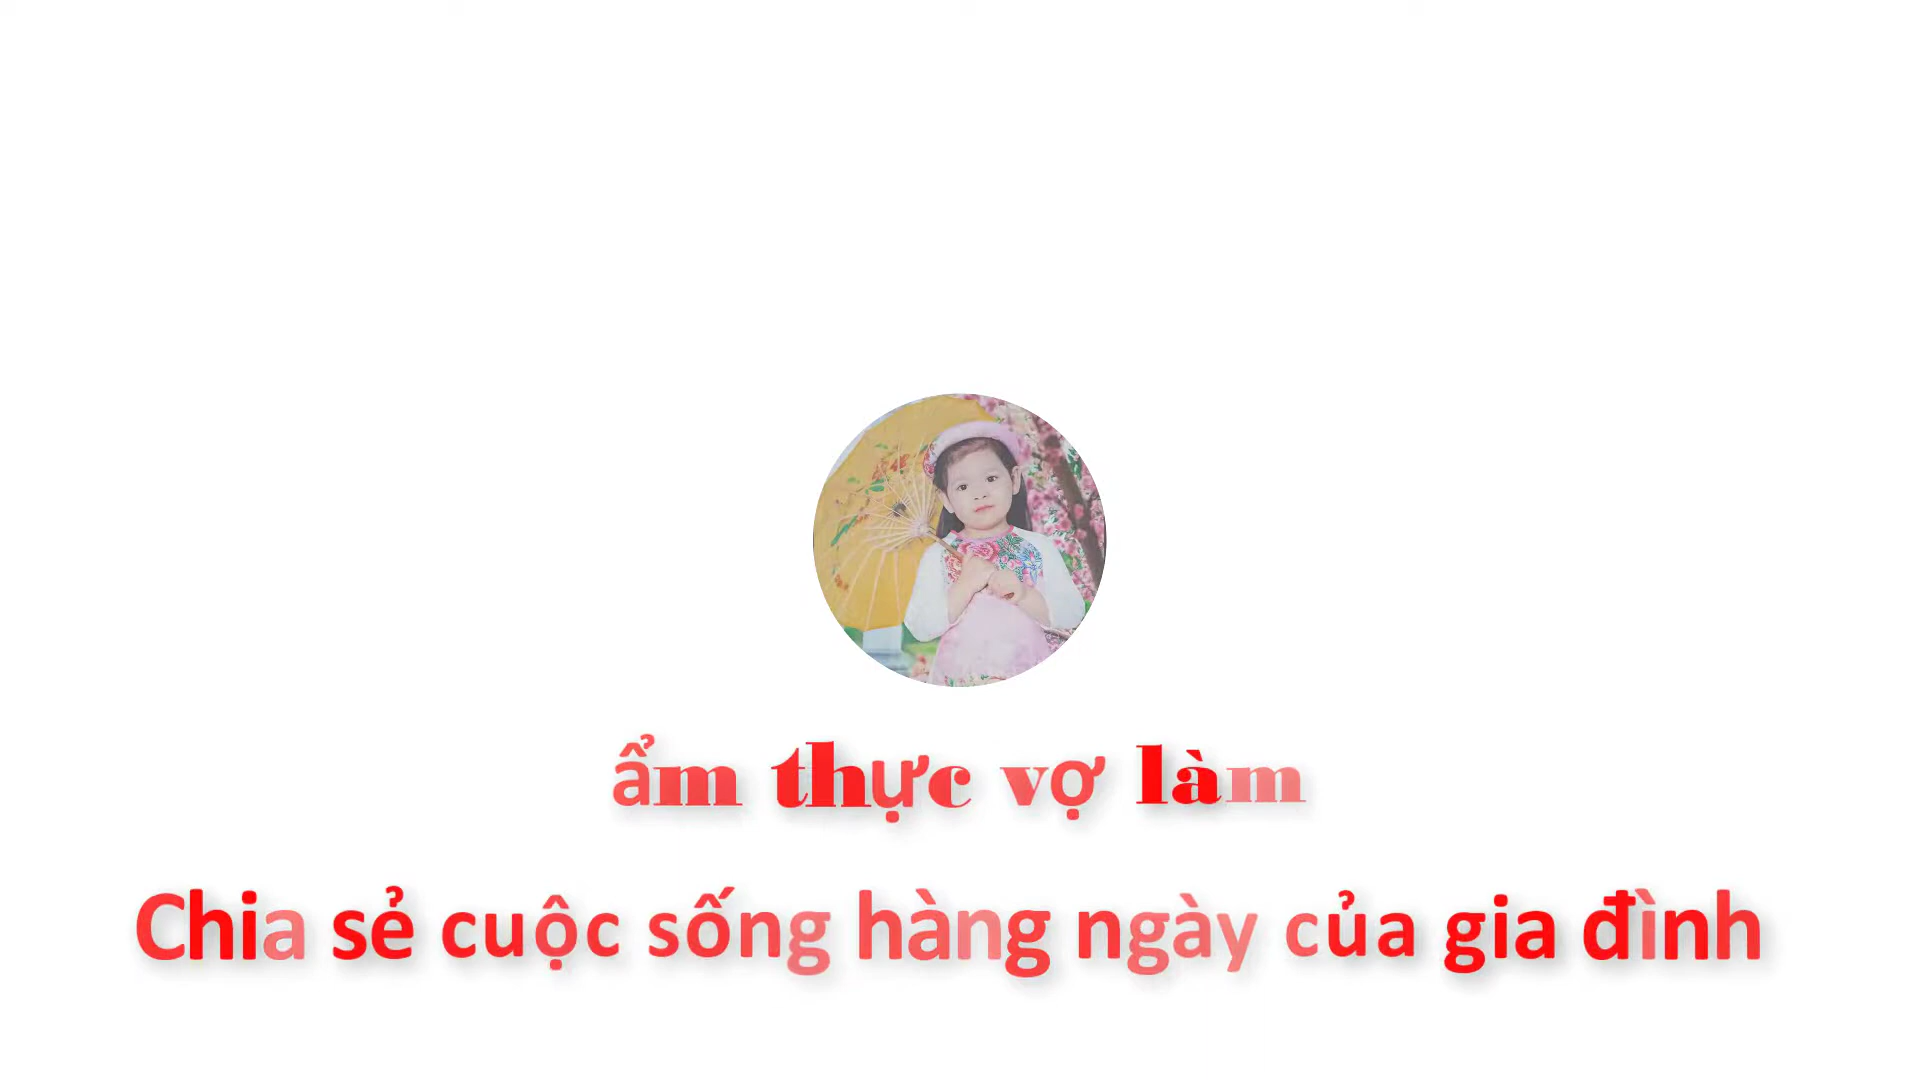 ẩm thực vợ làm
Chia sẻ cuộc sống hàng ngày của gia đình